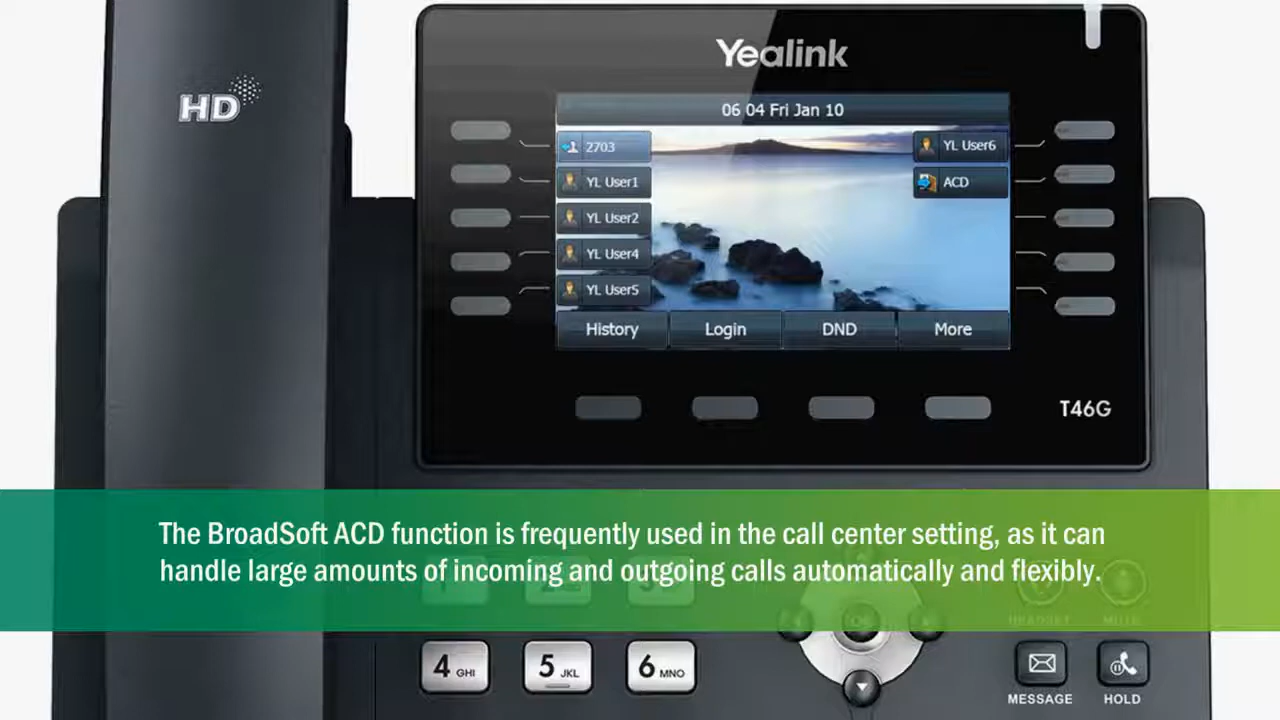 HD
Yealink
06 04 Fri Jan 10
2703
YL User6
YL User1
ACD
YL User2
YL User4
YL User5
History
Login
DND
More
T46G
The BroadSoft ACD function is frequently used in the call center setting, as it can
handle large amounts of incoming and outgoing calls automatically and flexibly.
HEADSET
MUTE
4 GHI
5 JKL
6 MNO
MESSAGE
HOLD